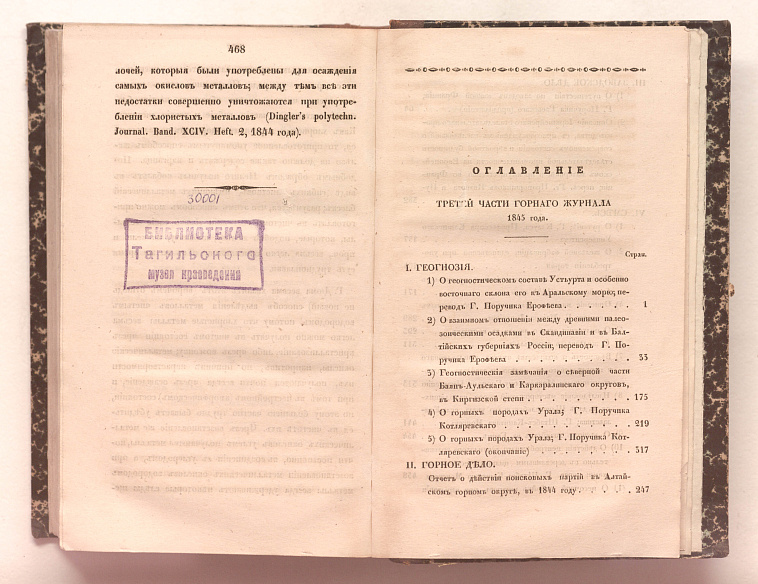 468
лочей, которыя были употреблены для осажденія
самыхъ окисловъ металловъ; между тѣмъ всѣ эти
недостатки совершенно уничтожаются при употре-
бленіи хлористыхъ металловъ (Dingler's polytechn.
Journal. Band. XCIV. Heft. 2, 1844 года).
30001
БИБЛИОТЕКА
Тагильского
музея краеведения
ОГЛАВЛЕНІЕ
ТРЕТЕЙ ЧАСТИ ГОРНАГО ЖУРНАЛА
1845 года.
Стран.
I. ГЕОГНОЗІЯ.
1) О геогностическомъ составѣ Устьурта и особенно
восточнаго склона его къ Аральскому морю; пе-
реводъ Г. Поручика Ерофѣева . . . . . . 1
2) О взаимномъ отношеніи между древними палео-
зоическими осадками въ Скандинавіи и въ Бал-
тійскихъ губерніяхъ Россіи; переводъ Г. По-
ручика Ерофѣева . . . . . . . . . 33
3) Геогностическія замѣчанія о сѣверной части
Баянъ-Аульскаго и Каркаралинскаго округовъ,
въ Киргизской степи . . . . . . . . 175
4) О горныхъ породахъ Урала; Г. Поручика
Котляревскаго . . . . . . . . . . 219
5) О горныхъ породахъ Урала; Г. Поручика Кот-
ляревскаго (окончаніе) . . . . . . . . 317
II. ГОРНОЕ ДѢЛО.
Отчетъ о дѣйствіи поисковыхъ партій въ Алтай-
скомъ горномъ округѣ, въ 1844 году . . . . . 247